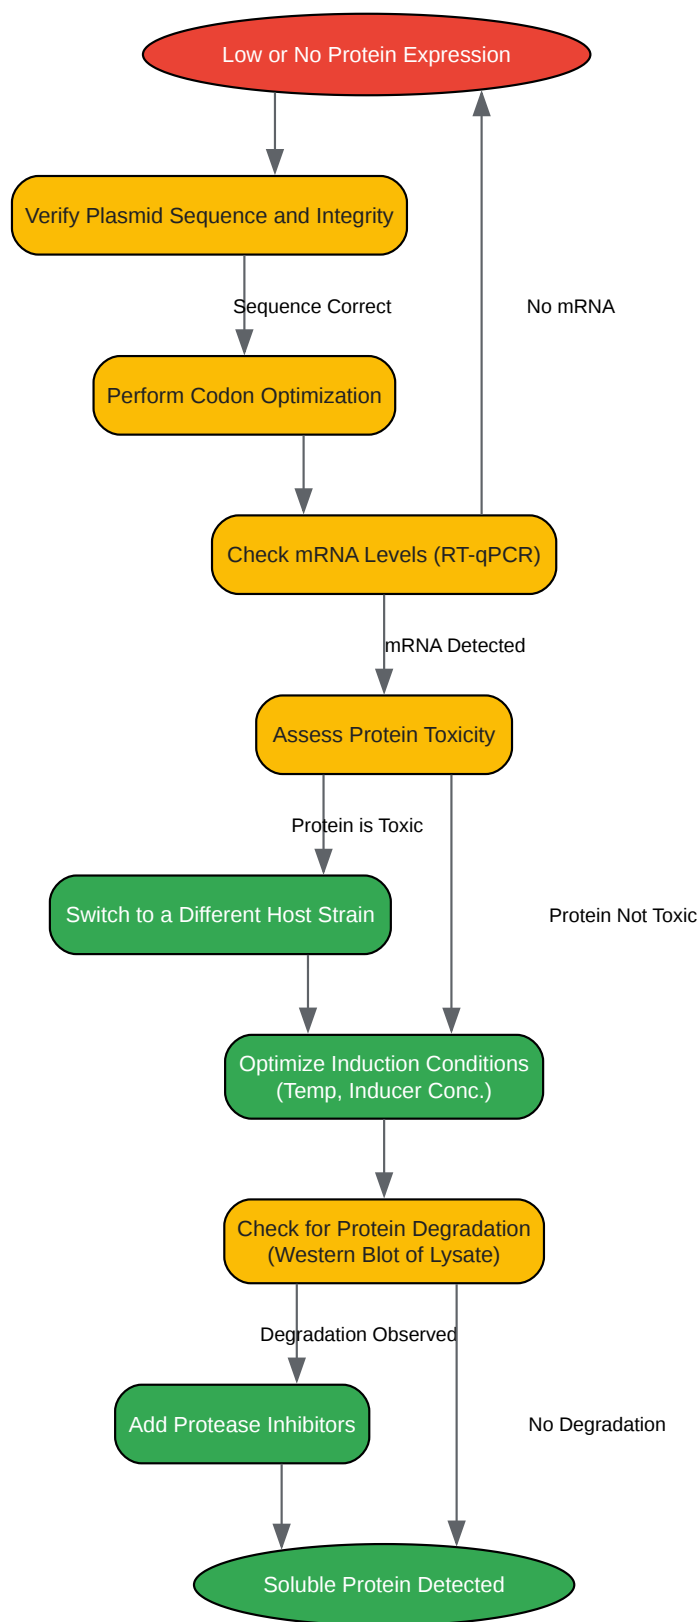 Low or No Protein Expression
Verify Plasmid Sequence and Integrity
Sequence Correct
No mRNA
Perform Codon Optimization
Check mRNA Levels (RT-qPCR)
mRNA Detected
Assess Protein Toxicity
Protein is Toxic
Switch to a Different Host Strain
Protein Not Toxic
Optimize Induction Conditions
(Temp, Inducer Conc.)
Check for Protein Degradation
(Western Blot of Lysate)
Degradation Observed
Add Protease Inhibitors
No Degradation
Soluble Protein Detected